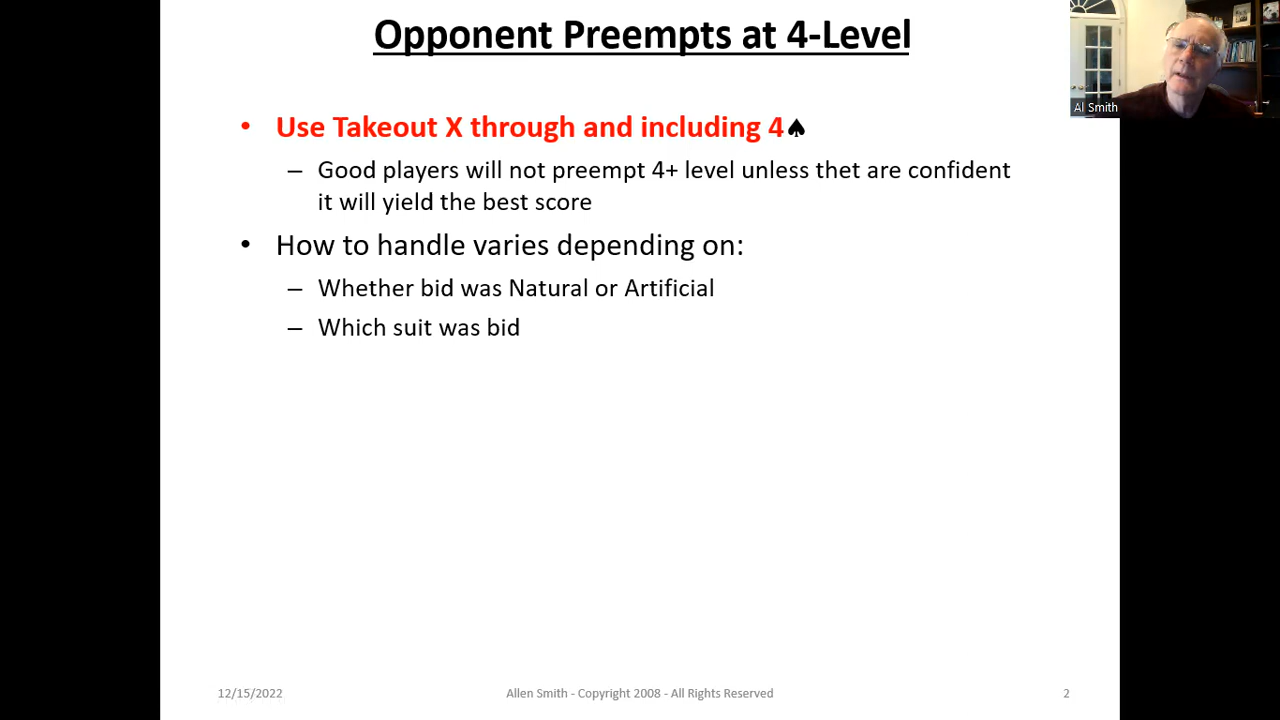 Opponent Preempts at 4-Level
• Use Takeout X through and including 4♠
– Good players will not preempt 4+ level unless thet are confident
it will yield the best score
• How to handle varies depending on:
– Whether bid was Natural or Artificial
– Which suit was bid
Al Smith
12/15/2022
Allen Smith - Copyright 2008 - All Rights Reserved
2